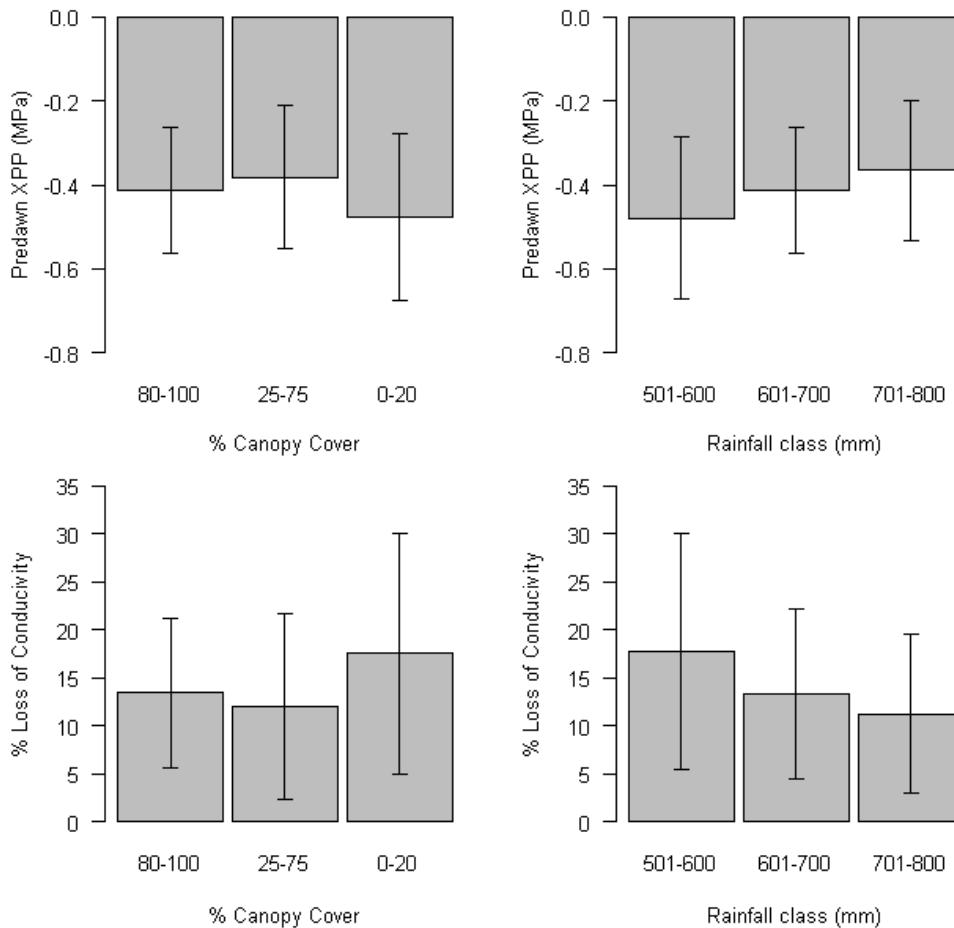 0.0
-0.2
-0.4
-0.6
-0.8
Predawn XPP (MPa)
80-100 25-75 0-20
% Canopy Cover
0.0
-0.2
-0.4
-0.6
-0.8
Predawn XPP (MPa)
501-600 601-700 701-800
Rainfall class (mm)
35
30
25
20
15
10
5
0
% Loss of Conducivity
80-100 25-75 0-20
% Canopy Cover
35
30
25
20
15
10
5
0
% Loss of Conducivity
501-600 601-700 701-800
Rainfall class (mm)